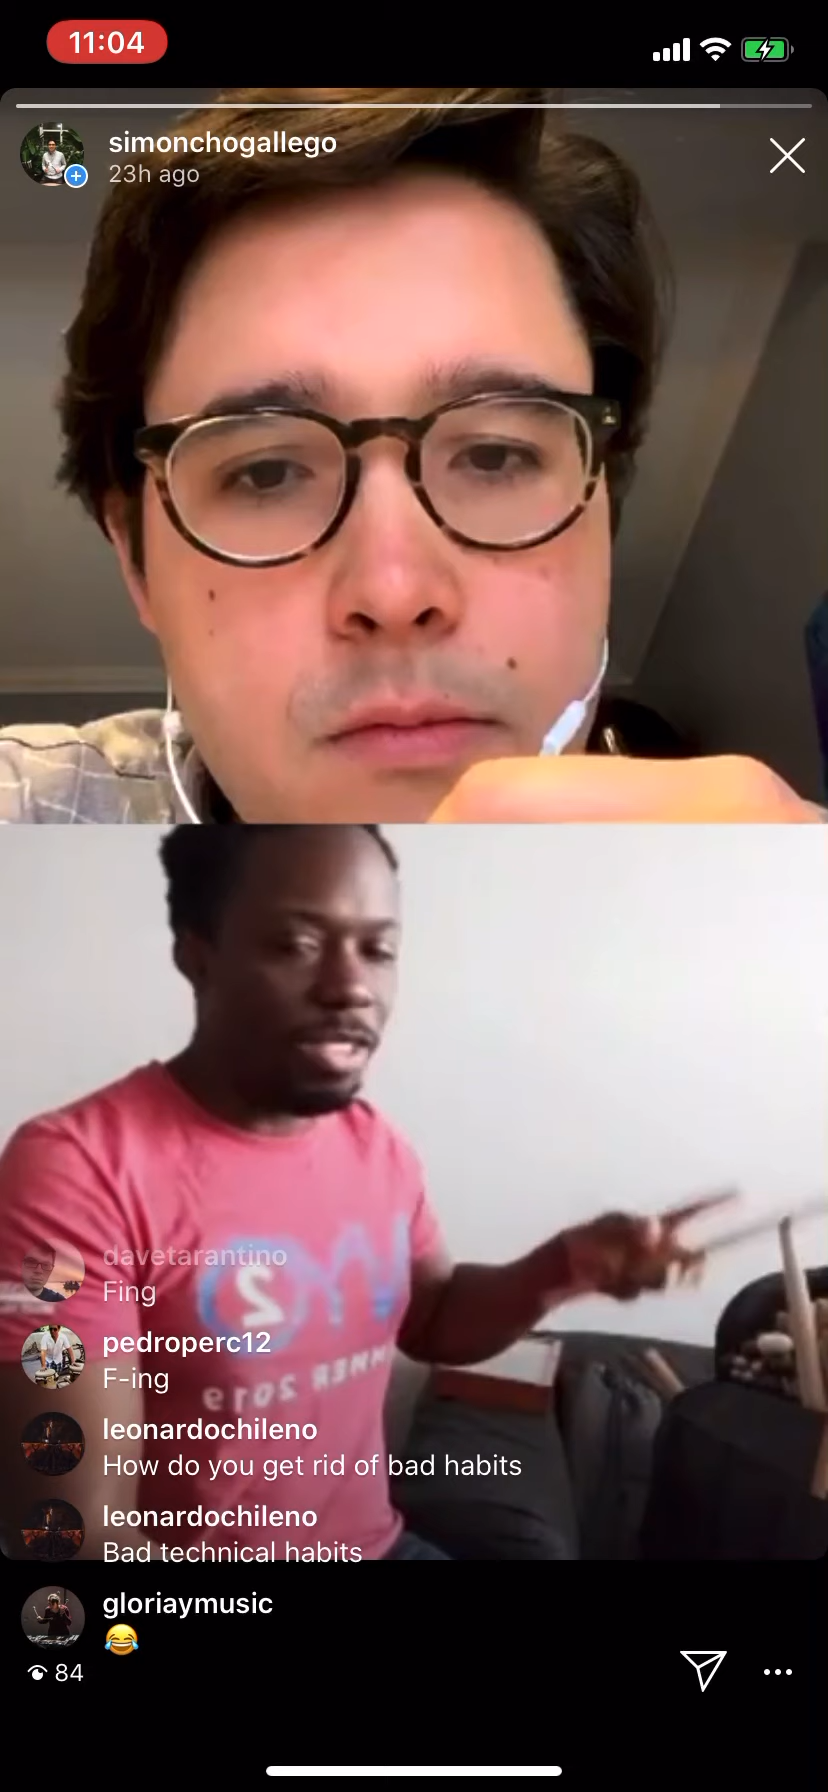 11:04
simonchogallego
23h ago
davetarantino
Fing
pedroperc12
F-ing
leonardochileno
How do you get rid of bad habits
leonardochileno
Bad technical habits
gloriaymusic
😂
84
2019